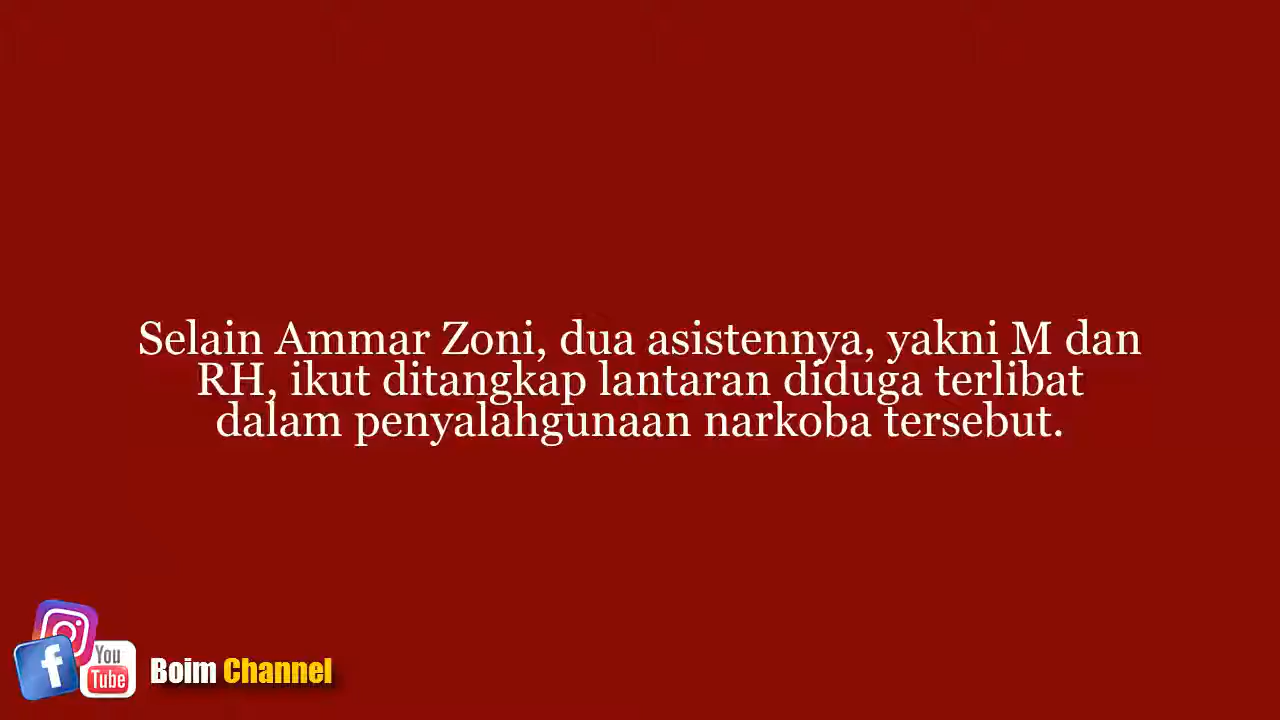 Selain Ammar Zoni, dua asistennya, yakni M dan
RH, ikut ditangkap lantaran diduga terlibat
dalam penyalahgunaan narkoba tersebut.
f
You
Tube
Boim Channel